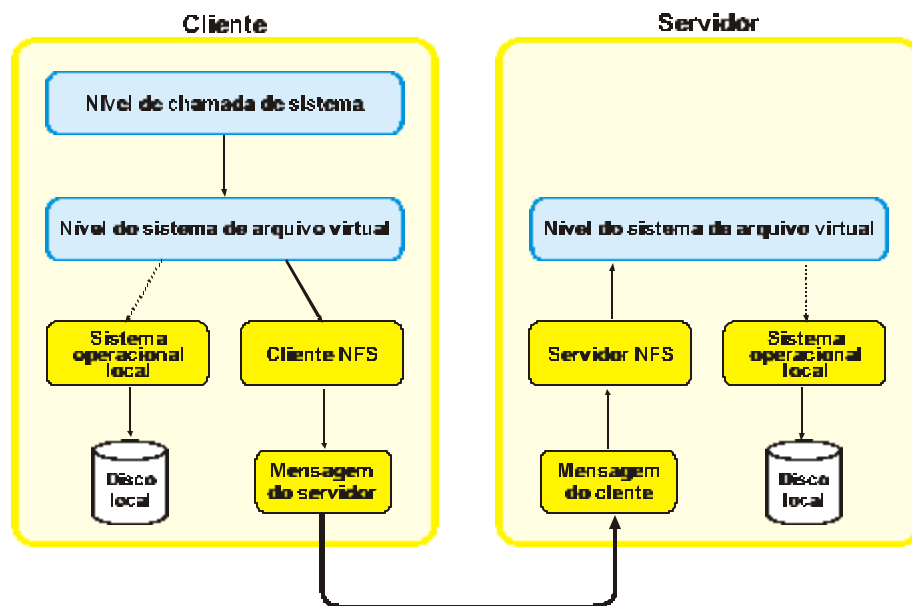 Cliente
Nível de chamada de sistema
Nível do sistema de arquivo virtual
Sistema
operacional
local
Cliente NFS
Disco
local
Mensagem
do servidor
Servidor
Nível do sistema de arquivo virtual
Servidor NFS
Sistema
operacional
local
Mensagem
do cliente
Disco
local